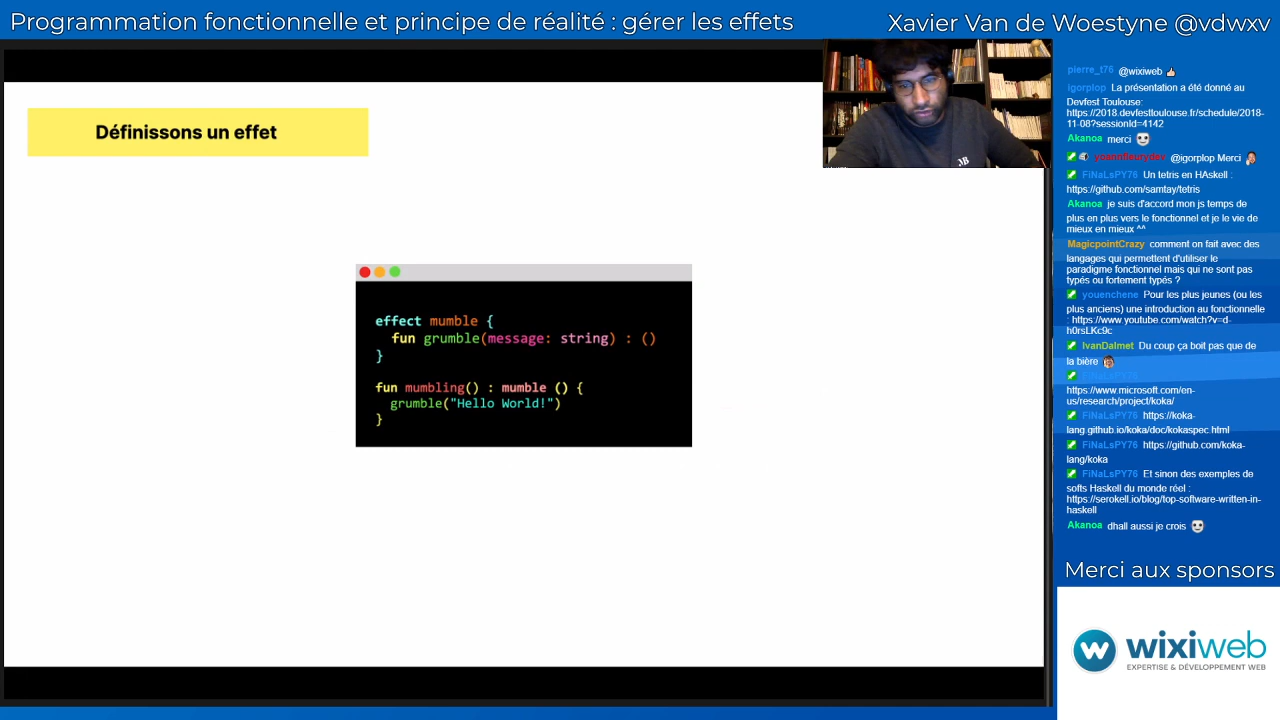 Programmation fonctionnelle et principe de réalité : gérer les effets
Xavier Van de Woestyne @vdwxv
Définissons un effet
effect mumble {
fun grumble(message: string) : ()
}
fun mumbling() : mumble () {
grumble("Hello World!")
}
pierre_t76 @wixiweb
igorplop La présentation a été donné au
Devfest Toulouse:
https://2018.devfesttoulouse.fr/schedule/2018-
11-08?sessionId=4142
Akanoa merci
yoannfleurydev @igorplop Merci
FiNaLsPY76 Un tetris en HAskell :
https://github.com/samtay/tetris
Akanoa je suis d'accord mon js temps de
plus en plus vers le fonctionnel et je le vie de
mieux en mieux ^^
MagicpointCrazy comment on fait avec des
langages qui permettent d'utiliser le
paradigme fonctionnel mais qui ne sont pas
typés ou fortement typés ?
youenchene Pour les plus jeunes (ou les
plus anciens) une introduction au fonctionnelle
: https://www.youtube.com/watch?v=d-
h0rsLKc9c
IvanDalmet Du coup ça boit pas que de
la bière
FiNaLsPY76
https://www.microsoft.com/en-
us/research/project/koka/
FiNaLsPY76 https://koka-
lang.github.io/koka/doc/kokaspec.html
FiNaLsPY76 https://github.com/koka-
lang/koka
FiNaLsPY76 Et sinon des exemples de
softs Haskell du monde réel :
https://serokell.io/blog/top-software-written-in-
haskell
Akanoa dhall aussi je crois
Merci aux sponsors
wixiweb
EXPERTISE & DÉVELOPPEMENT WEB